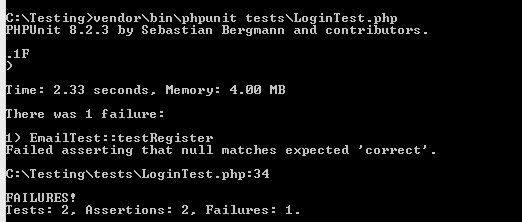 C:\Testing>vendor\bin\phpunit tests\LoginTest.php
PHPUnit 8.2.3 by Sebastian Bergmann and contributors.
.1F
>
Time: 2.33 seconds, Memory: 4.00 MB
There was 1 failure:
1) EmailTest::testRegister
Failed asserting that null matches expected 'correct'.
C:\Testing\tests\LoginTest.php:34
FAILURES!
Tests: 2, Assertions: 2, Failures: 1.